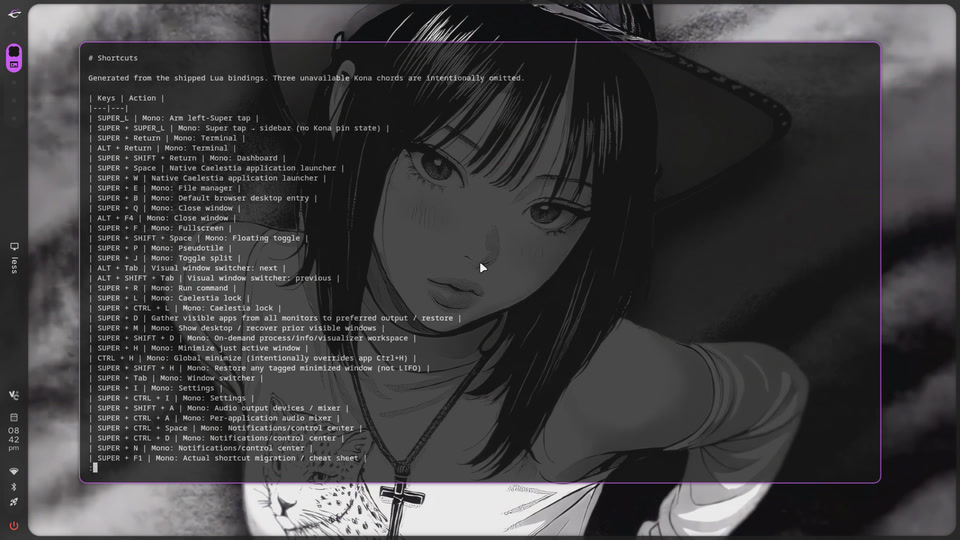 # Shortcuts
Generated from the shipped Lua bindings. Three unavailable Kona chords are intentionally omitted.
| Keys | Action |
|---|---|
| SUPER_L | Mono: Arm left-Super tap |
| SUPER + SUPER_L | Mono: Super tap → sidebar (no Kona pin state) |
| SUPER + Return | Mono: Terminal |
| ALT + Return | Mono: Terminal |
| SUPER + SHIFT + Return | Mono: Dashboard |
| SUPER + Space | Native Caelestia application launcher |
| SUPER + W | Native Caelestia application launcher |
| SUPER + E | Mono: File manager |
| SUPER + B | Mono: Default browser desktop entry |
| SUPER + Q | Mono: Close window |
| ALT + F4 | Mono: Close window |
| SUPER + F | Mono: Fullscreen |
| SUPER + SHIFT + Space | Mono: Floating toggle |
| SUPER + P | Mono: Pseudotile |
| SUPER + J | Mono: Toggle split |
| ALT + Tab | Visual window switcher: next |
| ALT + SHIFT + Tab | Visual window switcher: previous |
| SUPER + R | Mono: Run command |
| SUPER + L | Mono: Caelestia lock |
| SUPER + CTRL + L | Mono: Caelestia lock |
| SUPER + D | Gather visible apps from all monitors to preferred output / restore |
| SUPER + M | Mono: Show desktop / recover prior visible windows |
| SUPER + SHIFT + D | Mono: On-demand process/info/visualizer workspace |
| SUPER + H | Mono: Minimize just active window |
| CTRL + H | Mono: Global minimize (intentionally overrides app Ctrl+H) |
| SUPER + SHIFT + H | Mono: Restore any tagged minimized window (not LIFO) |
| SUPER + Tab | Mono: Window switcher |
| SUPER + I | Mono: Settings |
| SUPER + CTRL + I | Mono: Settings |
| SUPER + SHIFT + A | Mono: Audio output devices / mixer |
| SUPER + CTRL + A | Mono: Per-application audio mixer |
| SUPER + CTRL + Space | Mono: Notifications/control center |
| SUPER + CTRL + D | Mono: Notifications/control center |
| SUPER + N | Mono: Notifications/control center |
| SUPER + F1 | Mono: Actual shortcut migration / cheat sheet |
:
less
08
42
pm